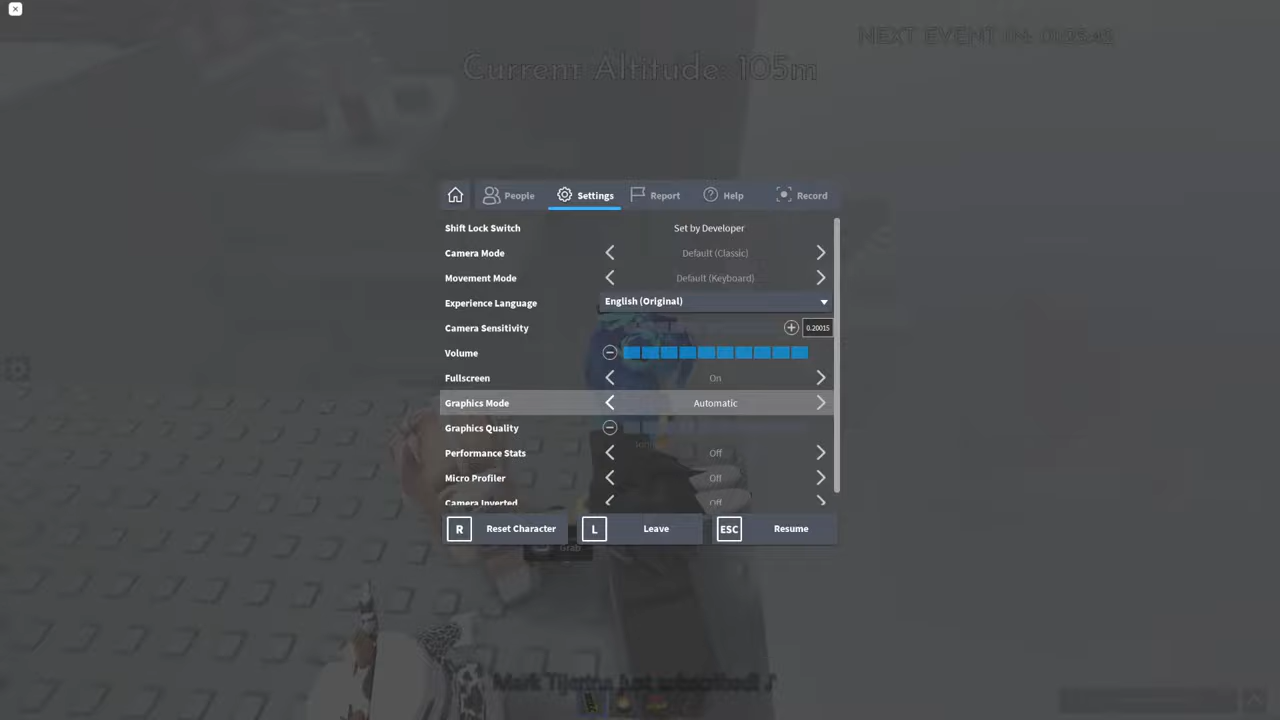 NEXT EVENT IN: 01:25:42
Current Altitude: 105m
People Settings Report Help Record
Shift Lock Switch Set by Developer
Camera Mode Default (Classic)
Movement Mode Default (Keyboard)
Experience Language English (Original)
Camera Sensitivity 0.20015
Volume
Fullscreen On
Graphics Mode Automatic
Graphics Quality
Performance Stats Off
Micro Profiler Off
Camera Inverted Off
R Reset Character L Leave ESC Resume
Grab
Mark Tijerina just subscribed!